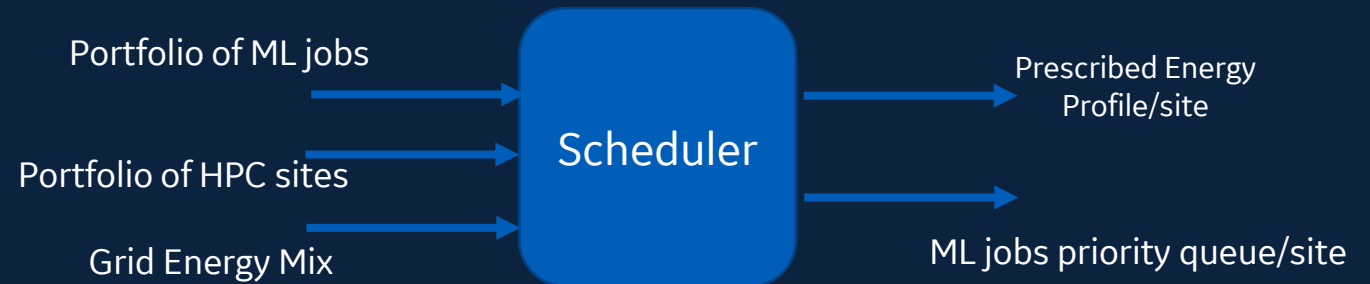 Portfolio of ML jobs
Portfolio of HPC sites
Grid Energy Mix
Scheduler
Prescribed Energy
Profile/site
ML jobs priority queue/site